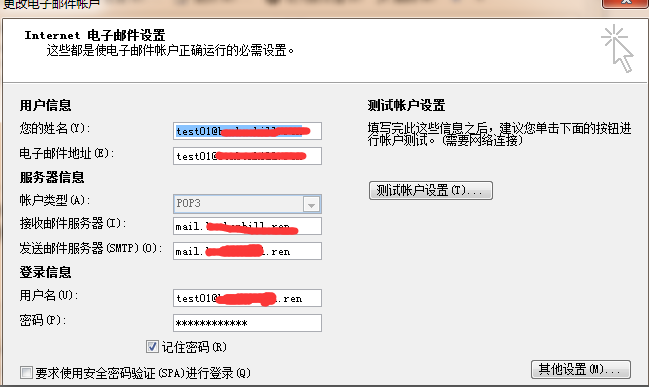 更改电子邮件帐户
Internet 电子邮件设置
这些都是使电子邮件帐户正确运行的必需设置。
用户信息
您的姓名(Y):
test01@
电子邮件地址(E):
test01@
服务器信息
帐户类型(A):
POP3
接收邮件服务器(I):
mail. .ren
发送邮件服务器(SMTP)(O):
mail. .ren
登录信息
用户名(U):
test01@ .ren
密码(P):
************
记住密码(R)
要求使用安全密码验证(SPA)进行登录(Q)
测试帐户设置
填写完此这些信息之后，建议您单击下面的按钮进
行帐户测试。(需要网络连接)
测试帐户设置(T)...
其他设置(M)...